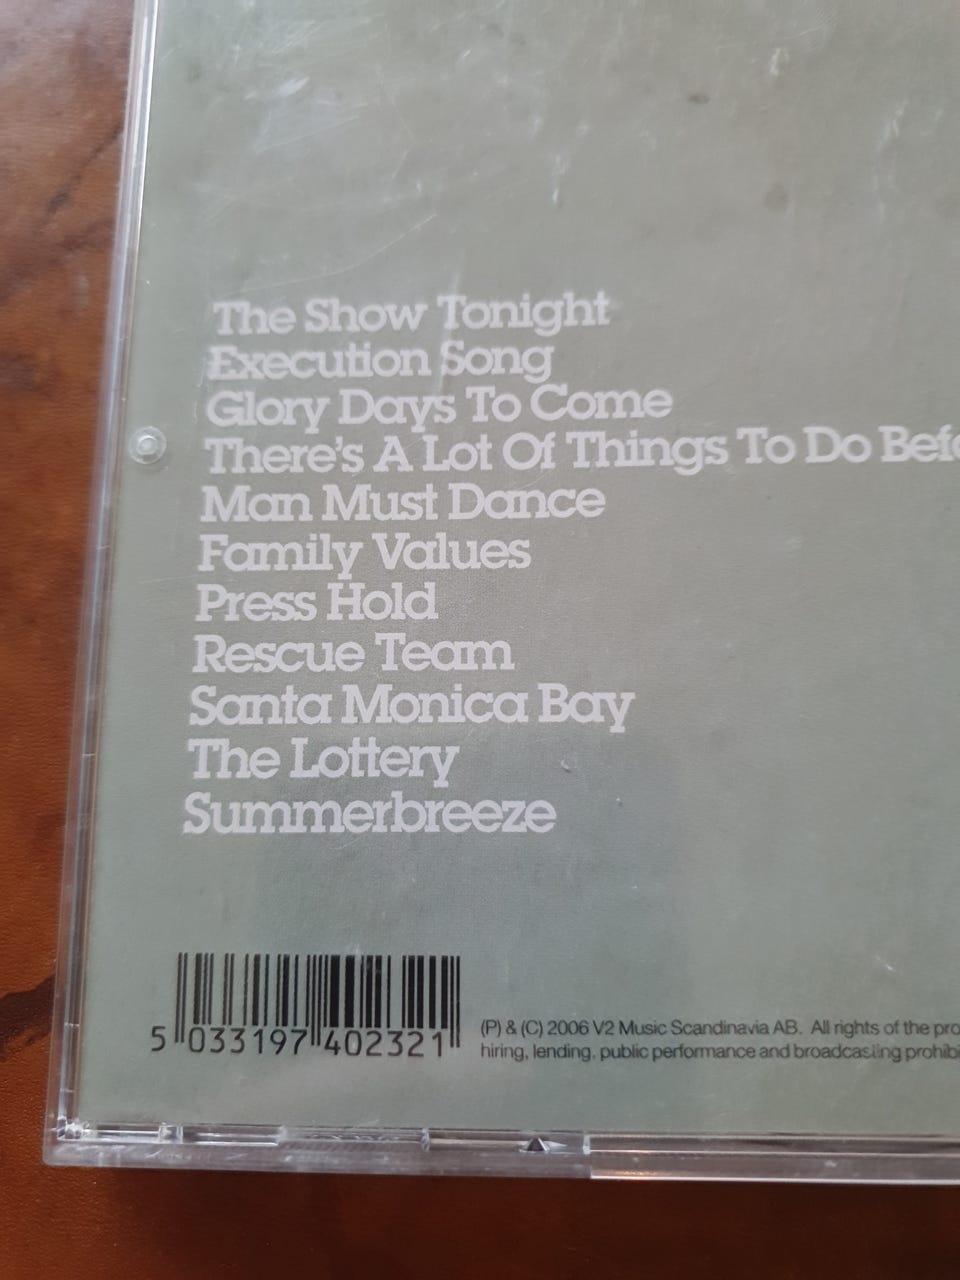 The Show Tonight
Execution Song
Glory Days To Come
There's A Lot Of Things To Do
Man Must Dance
Family Values
Press Hold
Rescue Team
Santa Monica Bay
The Lottery
Summerbreeze
5 033197 402321
(P) & (C) 2006 V2 Music Scandinavia AB. All rights of the
hiring, lending, public performance and broadcasting